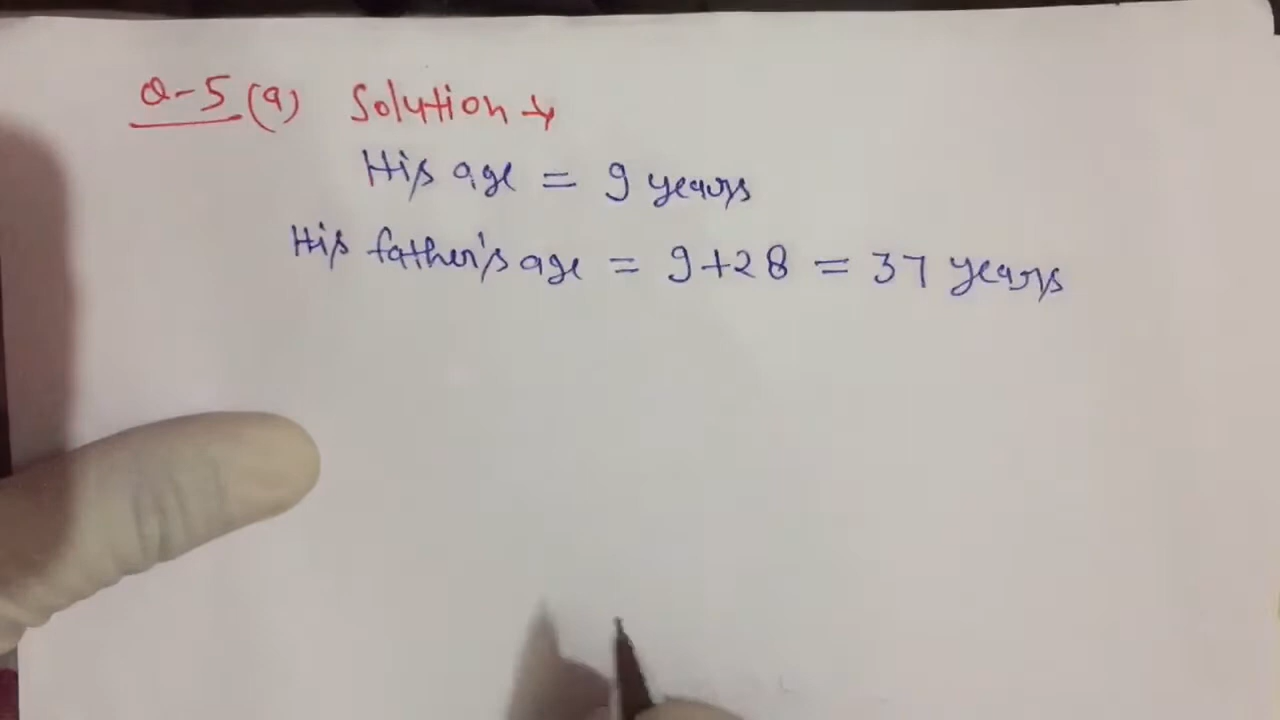 Q-5 (a) Solution →
His age = 9 years
His father's age = 9+28 = 37 years